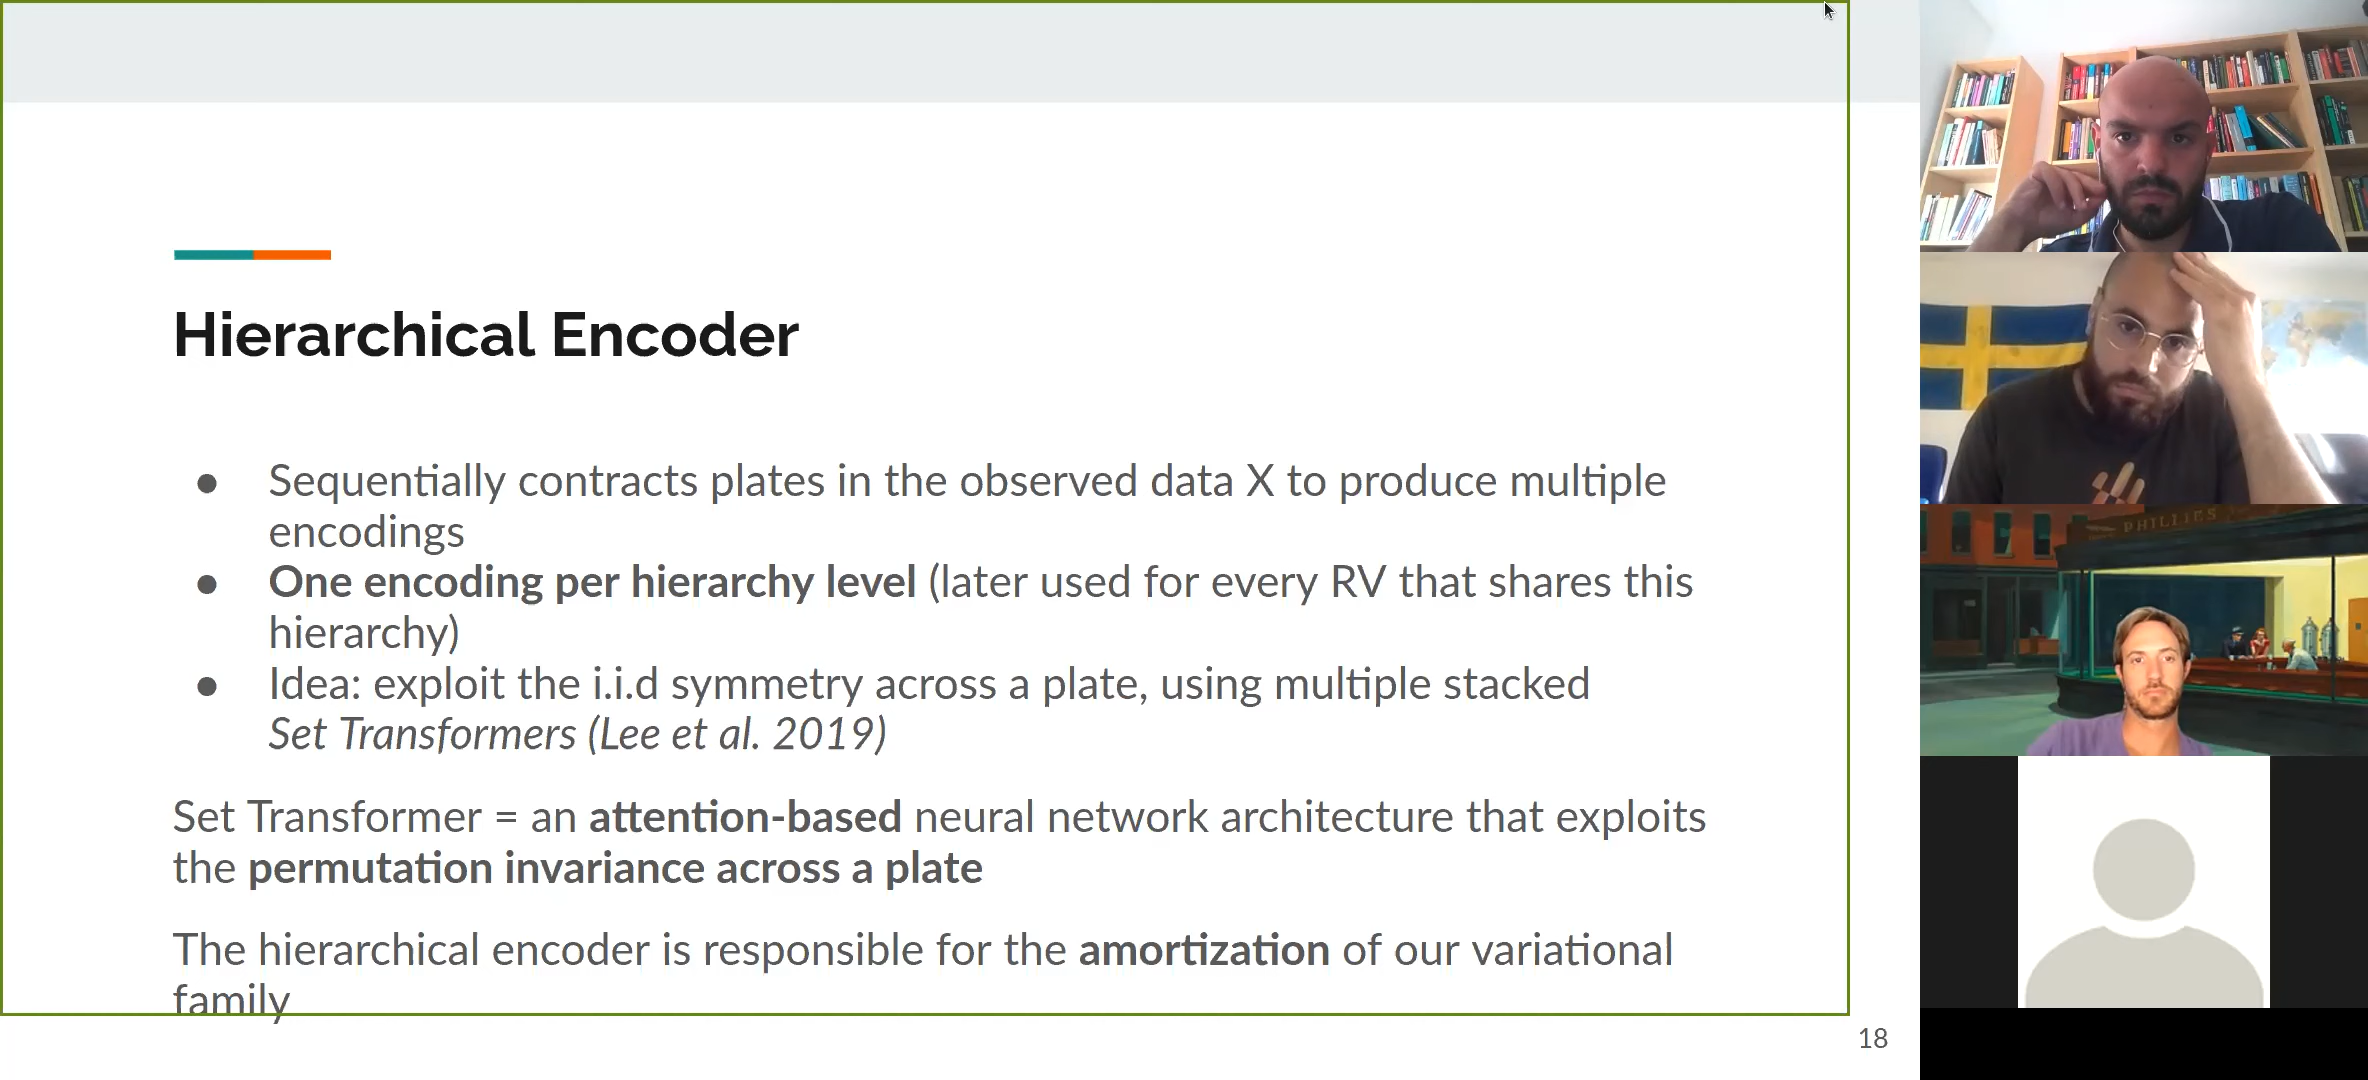 Hierarchical Encoder
● Sequentially contracts plates in the observed data X to produce multiple
encodings
● One encoding per hierarchy level (later used for every RV that shares this
hierarchy)
● Idea: exploit the i.i.d symmetry across a plate, using multiple stacked
Set Transformers (Lee et al. 2019)
Set Transformer = an attention-based neural network architecture that exploits
the permutation invariance across a plate
The hierarchical encoder is responsible for the amortization of our variational
family
18
PHILLIES